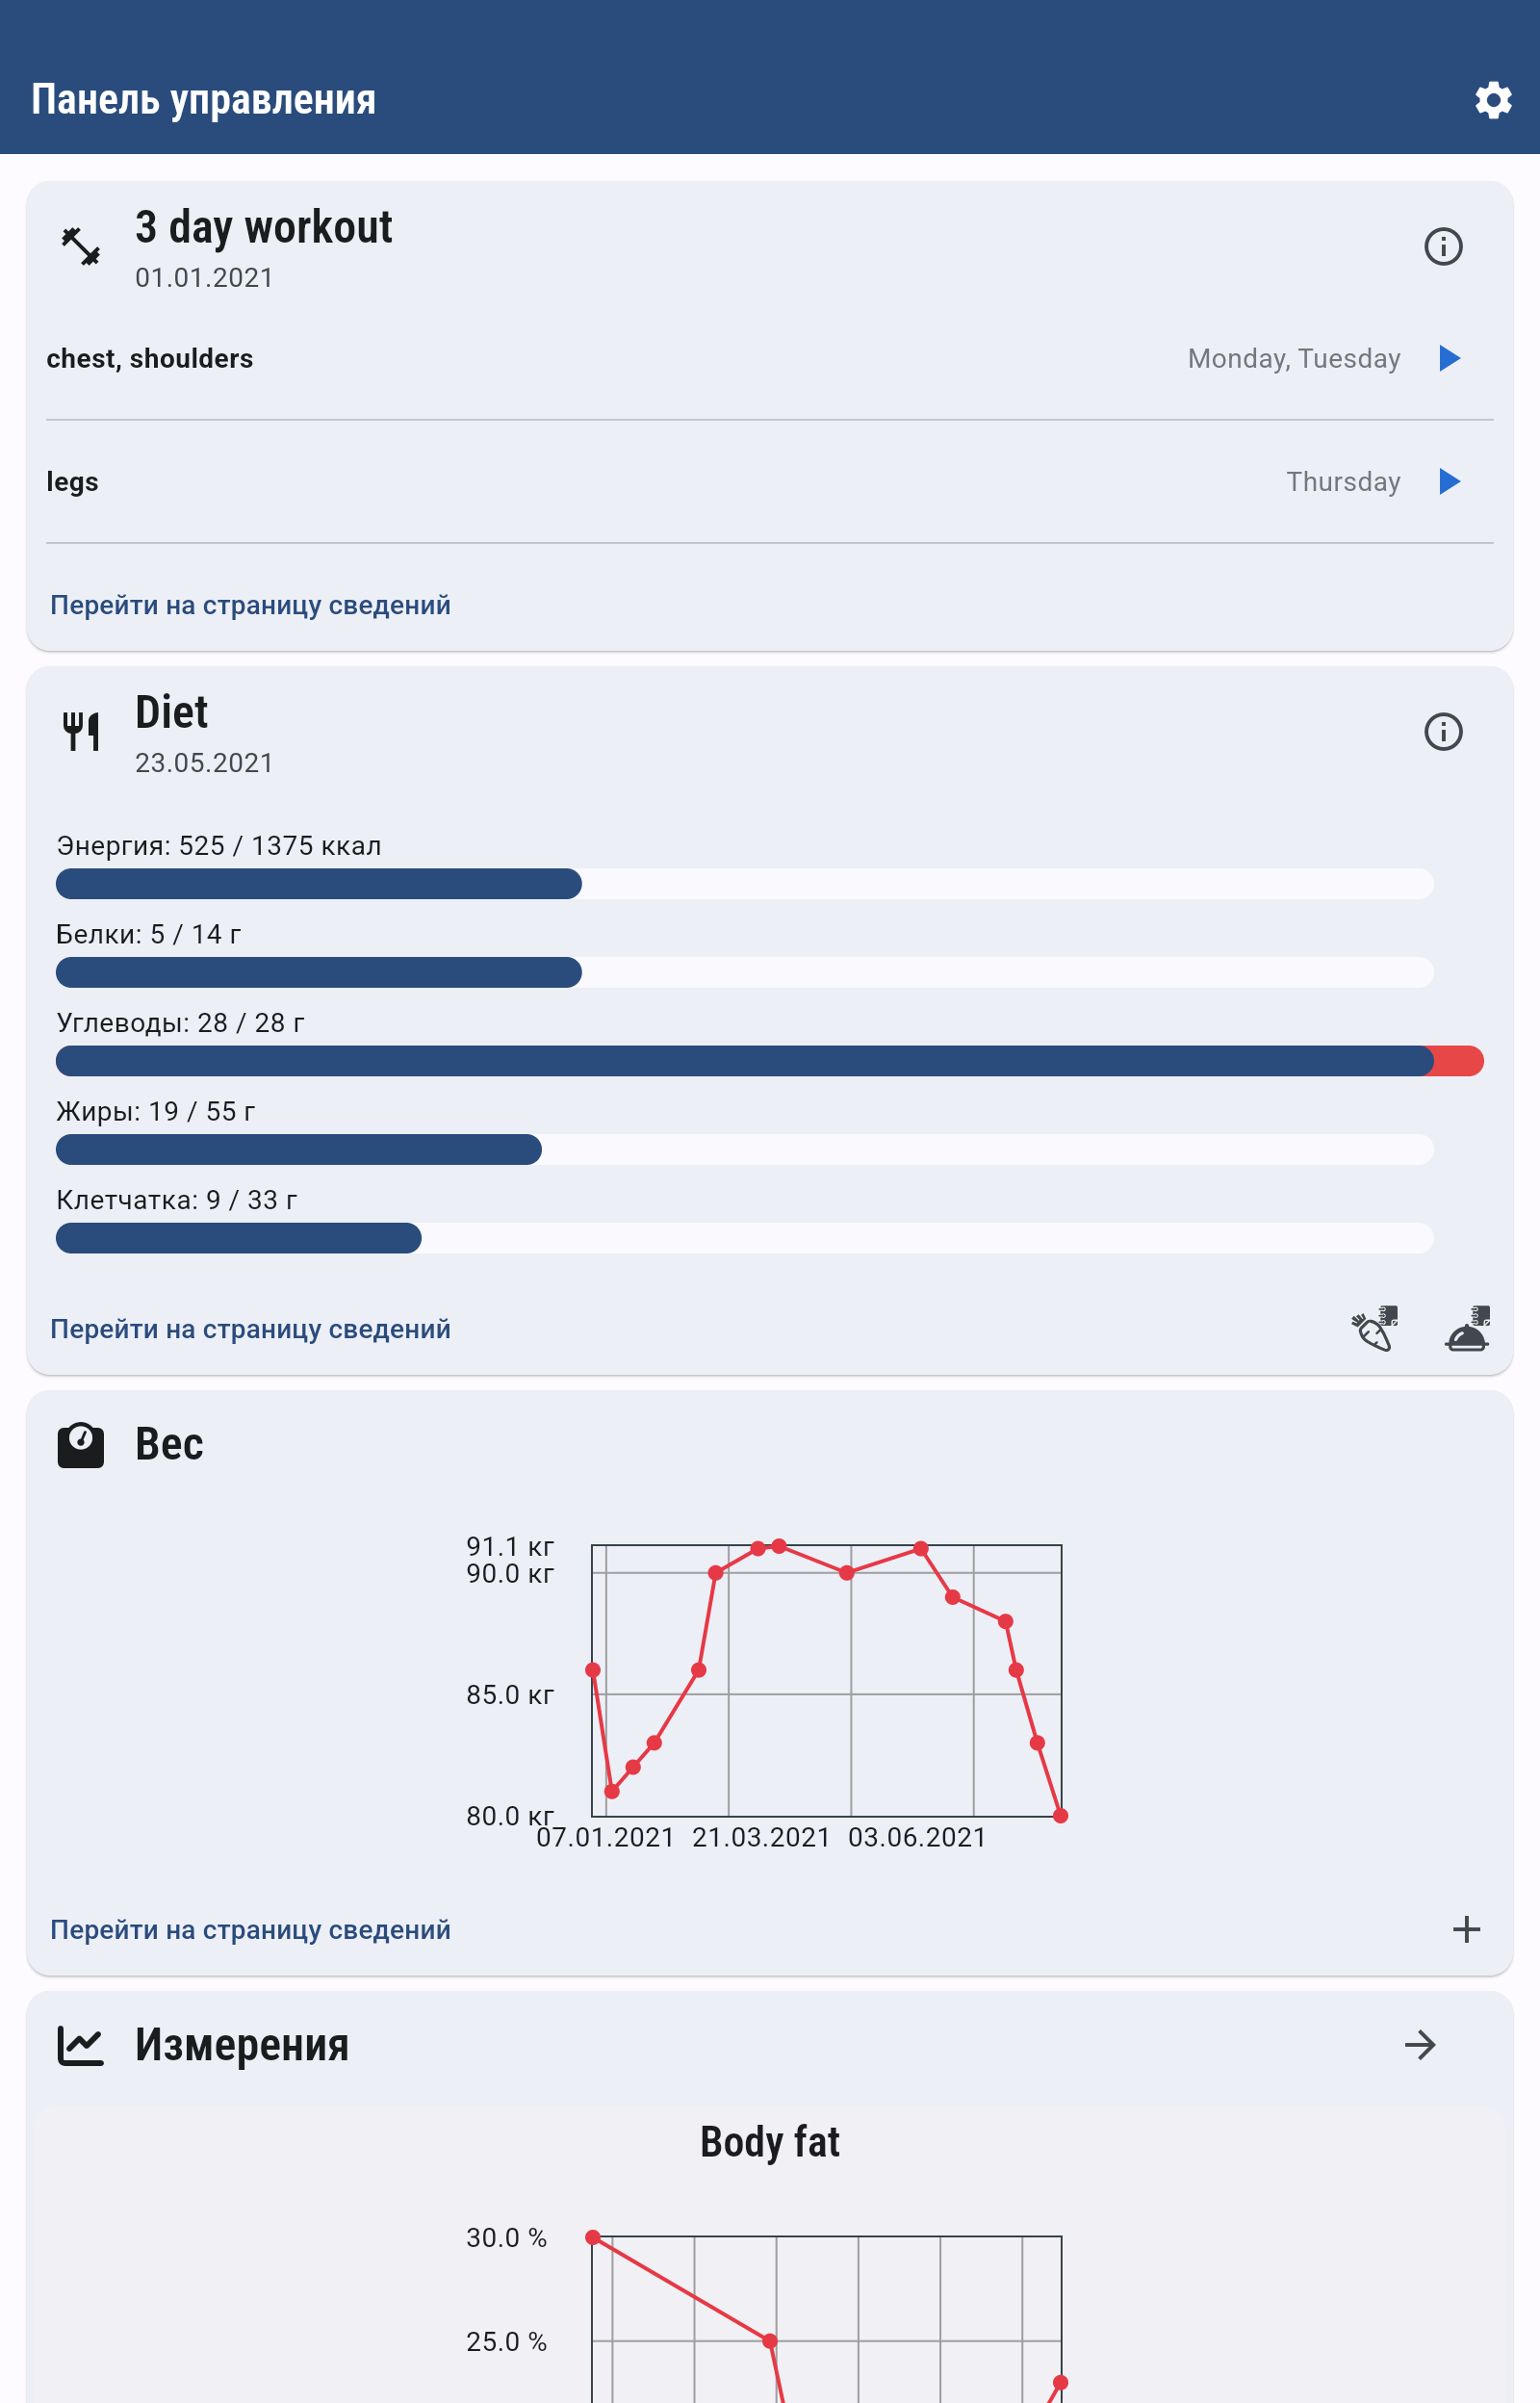 Панель управления
3 day workout
01.01.2021
chest, shoulders
Monday, Tuesday
legs
Thursday
Перейти на страницу сведений
Diet
23.05.2021
Энергия: 525 / 1375 ккал
Белки: 5 / 14 г
Углеводы: 28 / 28 г
Жиры: 19 / 55 г
Клетчатка: 9 / 33 г
Перейти на страницу сведений
Вес
91.1 кг
90.0 кг
85.0 кг
80.0 кг
07.01.2021 21.03.2021 03.06.2021
Перейти на страницу сведений
Измерения
Body fat
30.0 %
25.0 %